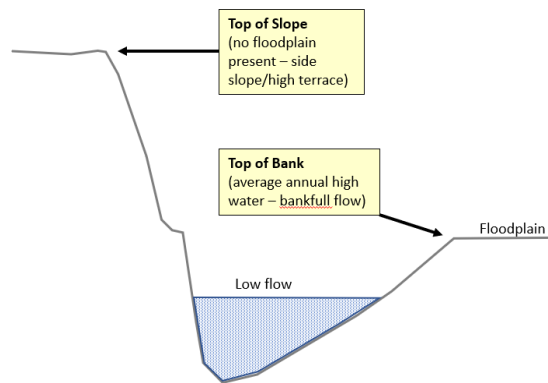 Top of Slope
(no floodplain
present – side
slope/high terrace)
Top of Bank
(average annual high
water – bankfull flow)
Floodplain
Low flow